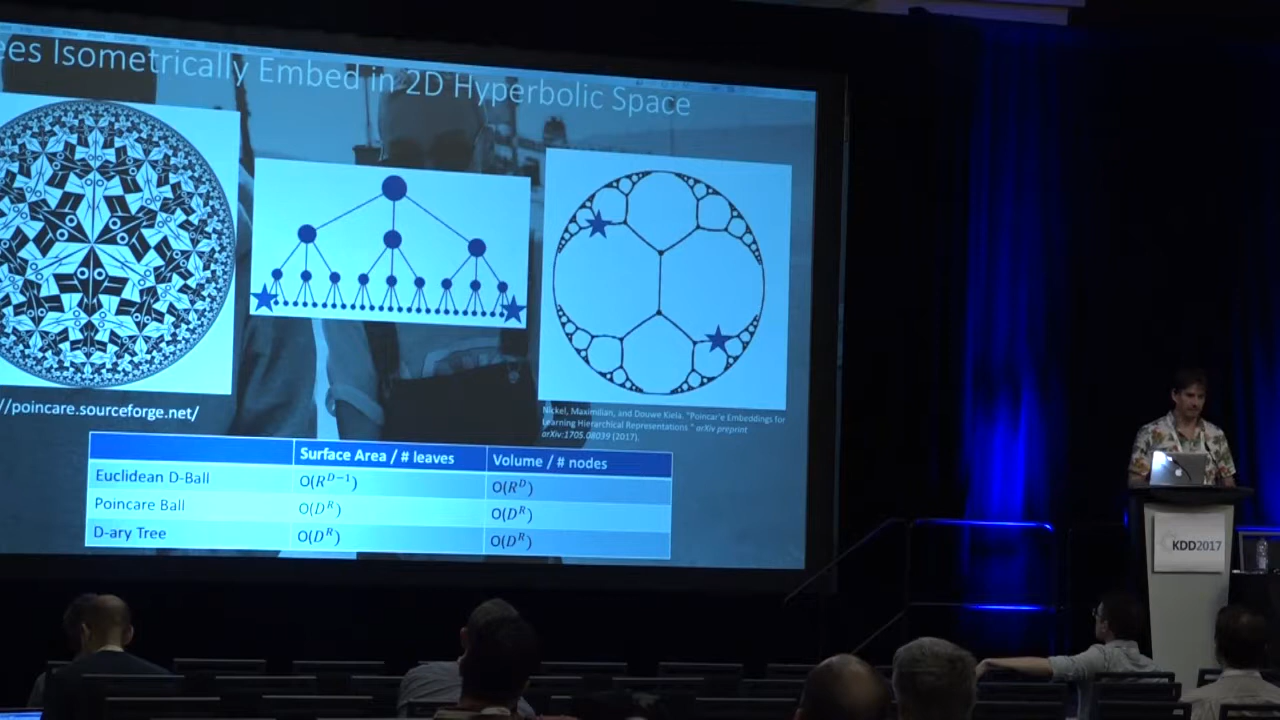 ees Isometrically Embed in 2D Hyperbolic Space
//poincare.sourceforge.net/
Nickel, Maximilian, and Douwe Kiela. "Poincar\'e Embeddings for
Learning Hierarchical Representations." arXiv preprint
arXiv:1705.08039 (2017).
Surface Area / # leaves
Volume / # nodes
Euclidean D-Ball
O(R^{D−1})
O(R^D)
Poincare Ball
O(D^R)
O(D^R)
D-ary Tree
O(D^R)
O(D^R)
KDD2017